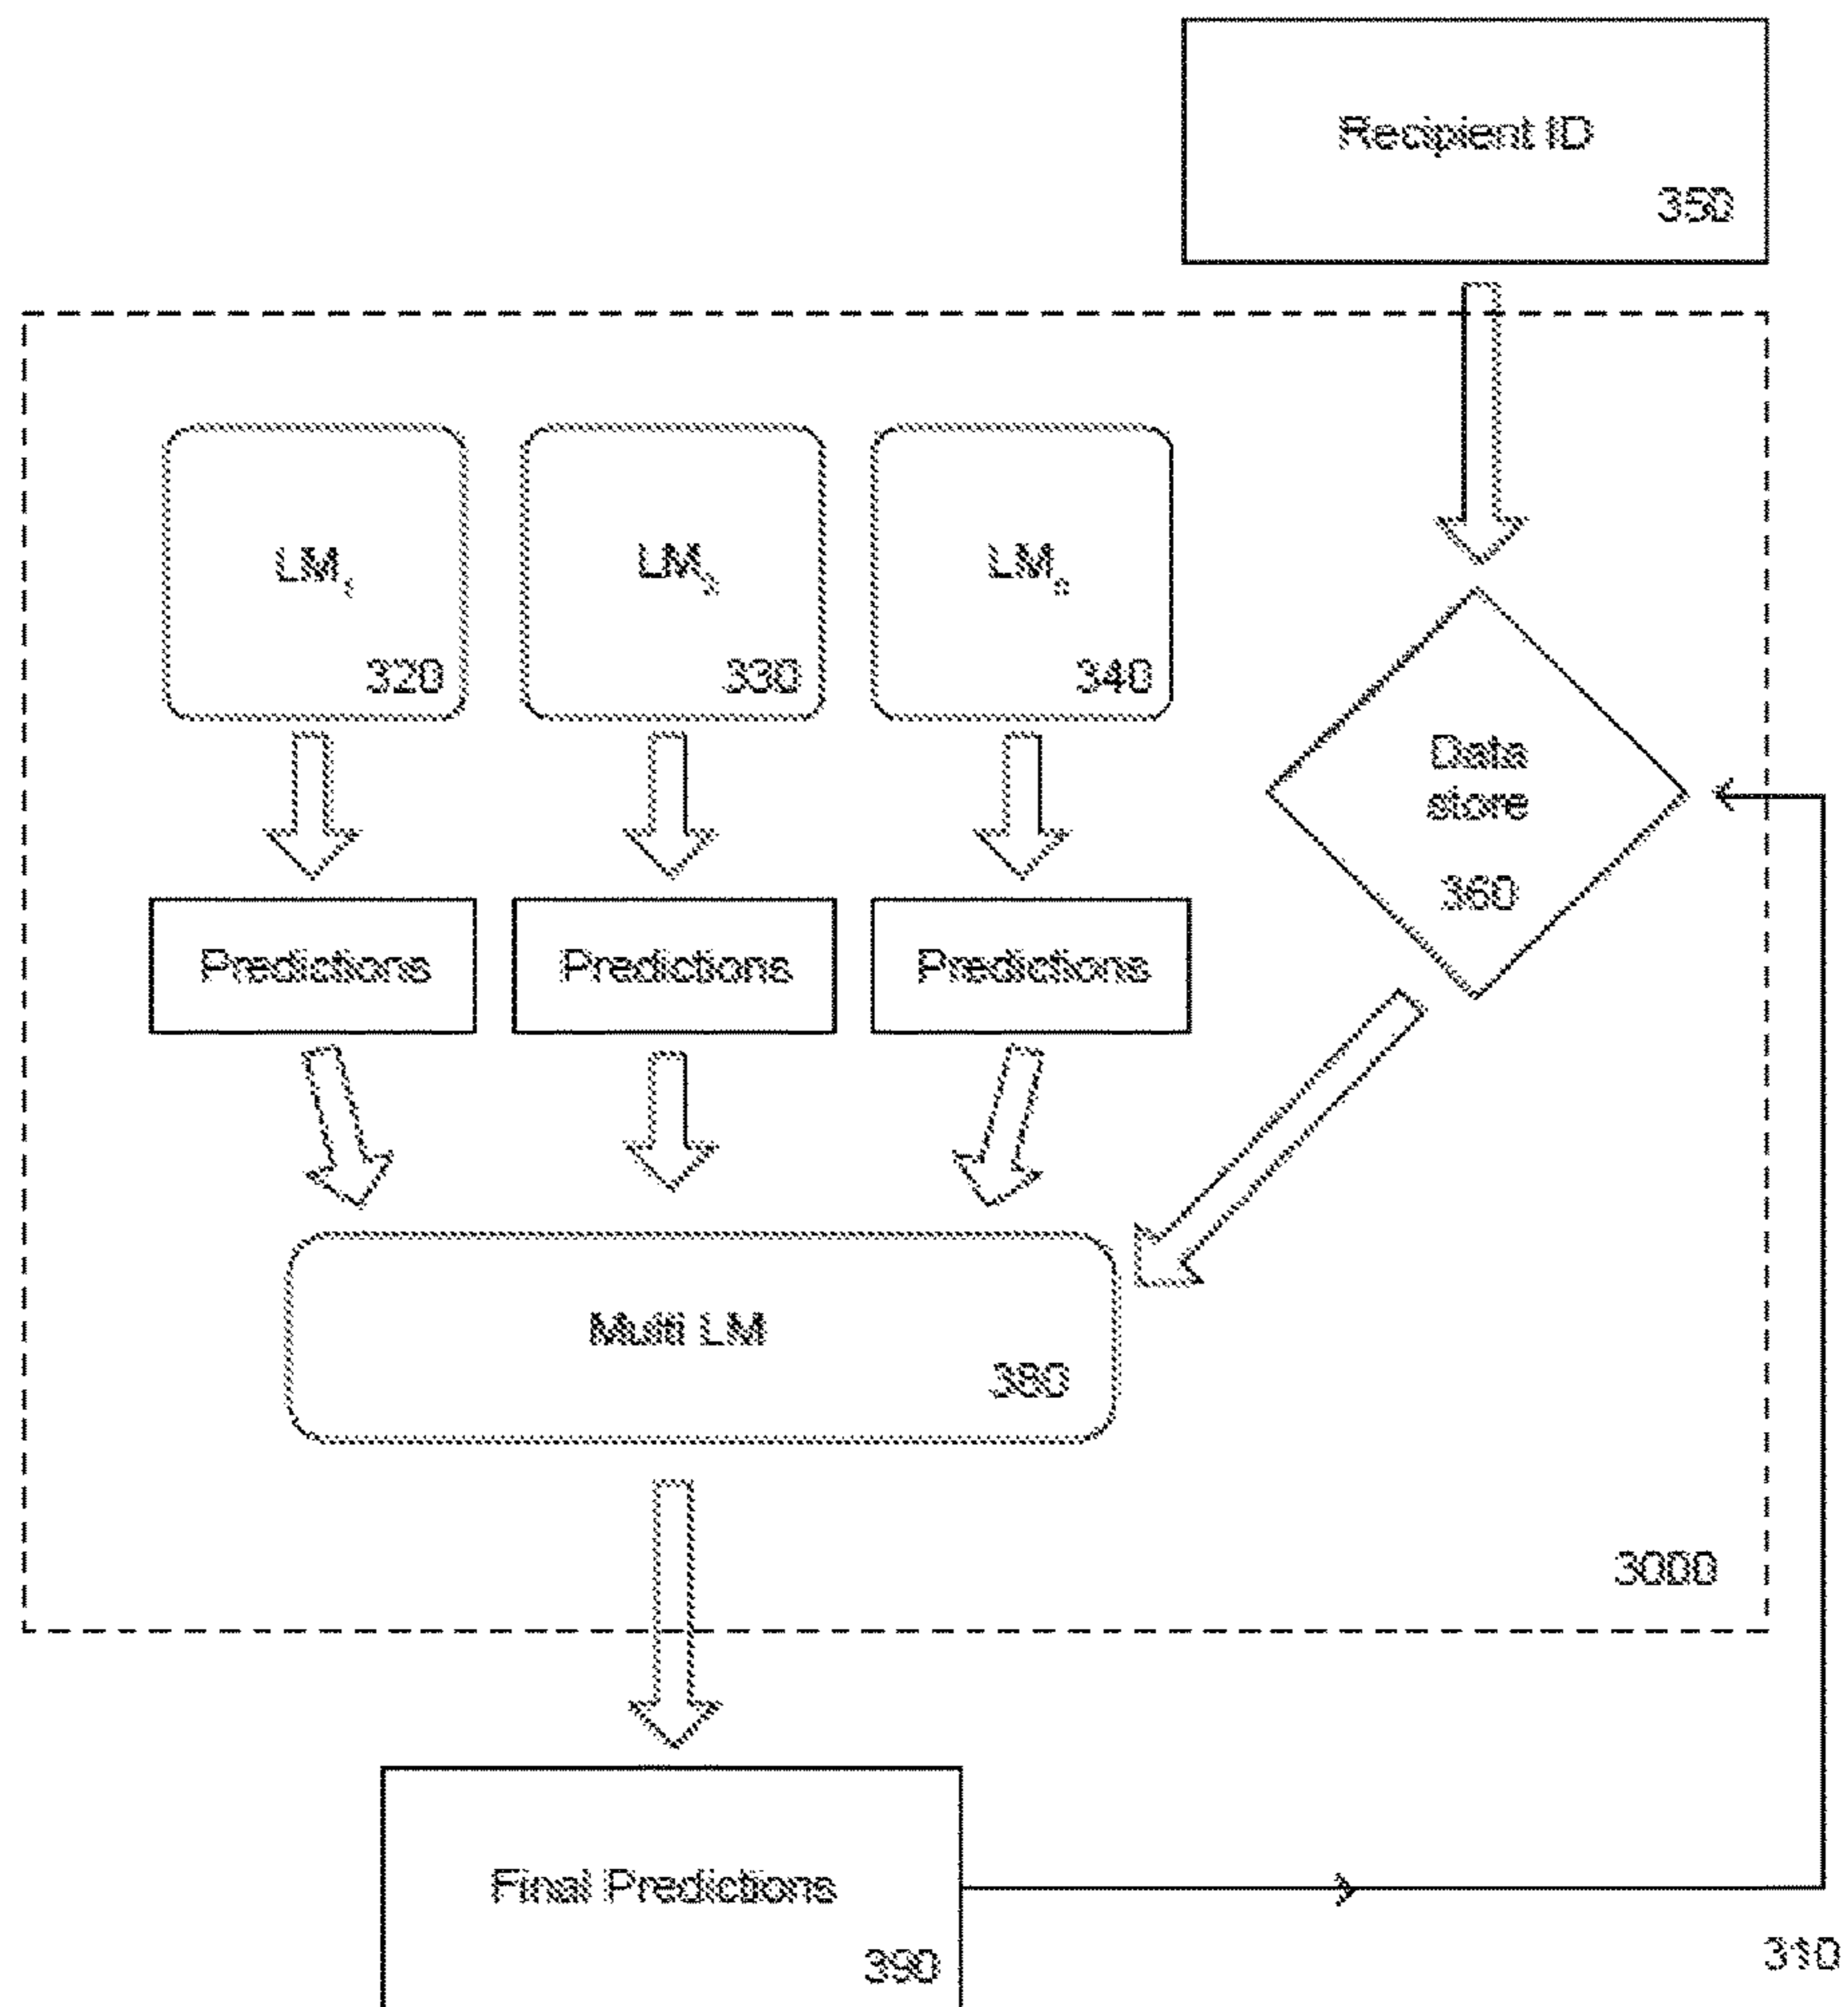 Recipient ID
350
LM₁
320
LM
330
LM
340
Data
store
360
Predictions
Predictions
Predictions
Multi LM
380
3000
Final Predictions
390
310